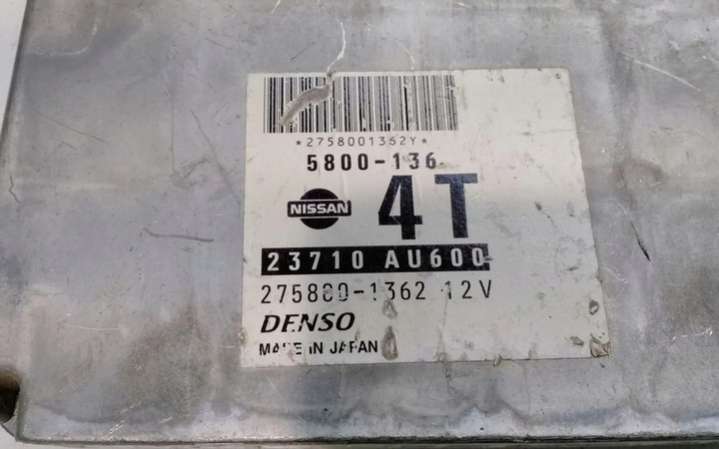 *2758001362Y*
5800-136
NISSAN
4T
23710 AU600
275800-1362 12V
DENSO
MADE IN JAPAN